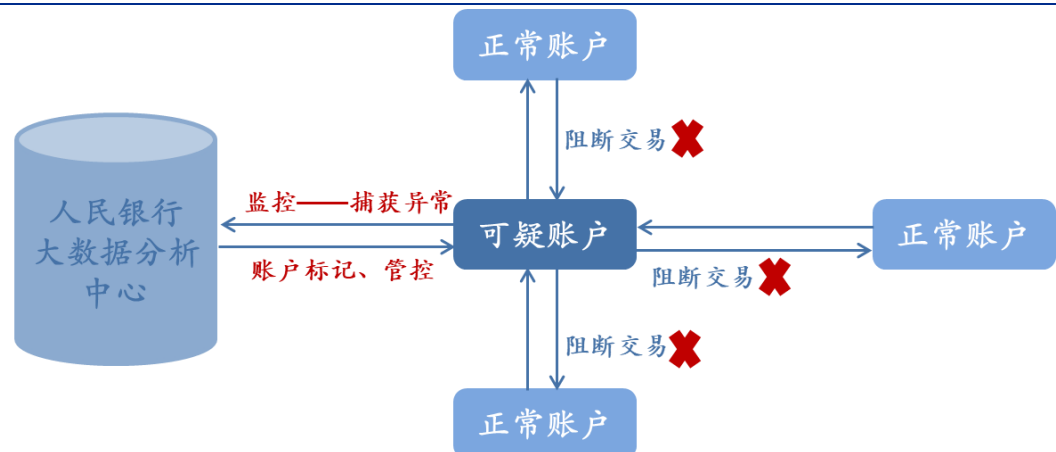 正常账户
阻断交易
监控——捕获异常
人民银行
大数据分析
中心
可疑账户
正常账户
账户标记、管控
阻断交易
阻断交易
正常账户